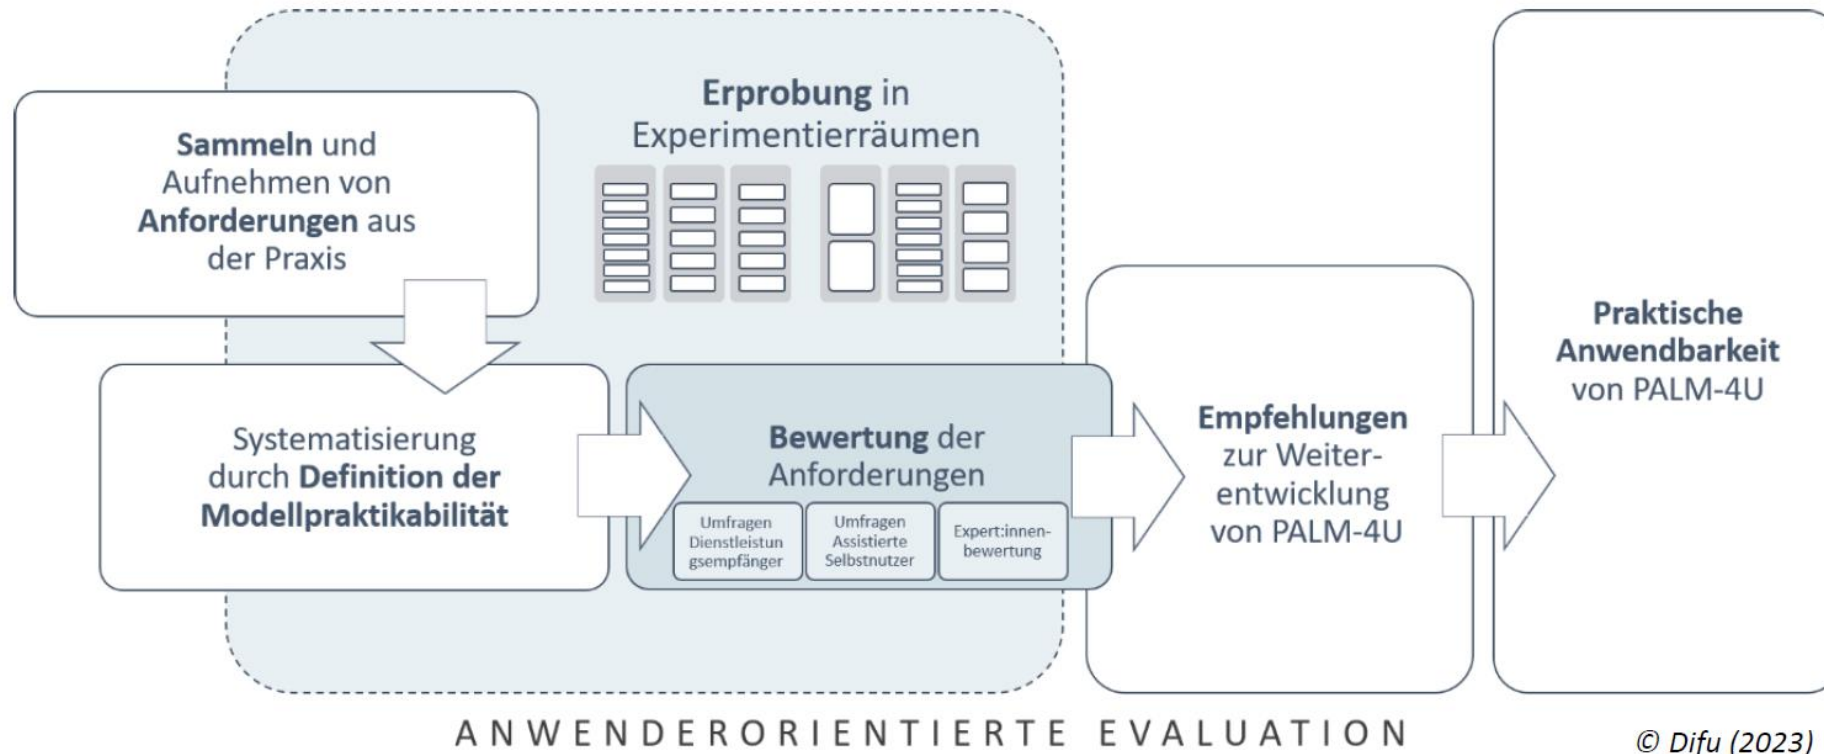 Sammeln und
Aufnehmen von
Anforderungen aus
der Praxis
Erprobung in
Experimentierräumen
Systematisierung
durch Definition der
Modellpraktikabilität
Bewertung der
Anforderungen
Umfragen
Dienstleistun
gsempfänger
Umfragen
Assistierte
Selbstnutzer
Expert:innen-
bewertung
Empfehlungen
zur Weiter-
entwicklung
von PALM-4U
Praktische
Anwendbarkeit
von PALM-4U
ANWENDERORIENTIERTE EVALUATION
© Difu (2023)